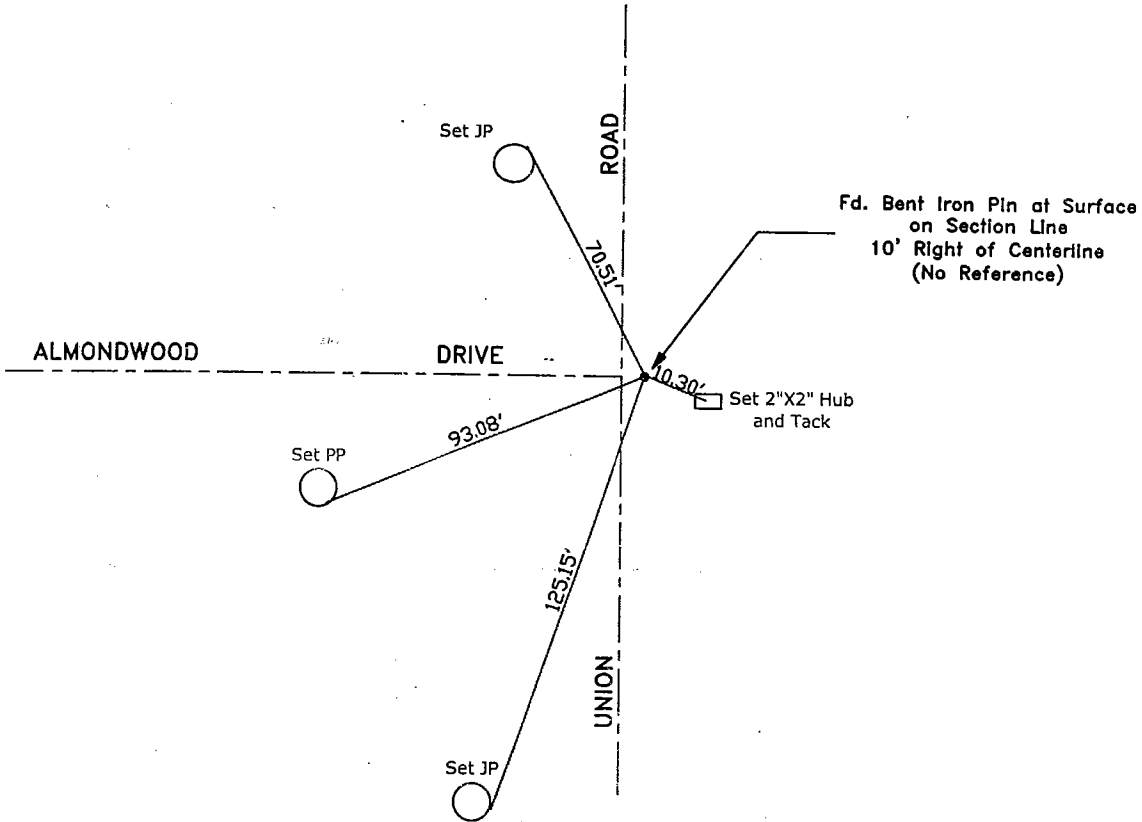 Set JP
ROAD
Fd. Bent Iron Pin at Surface
on Section Line
10' Right of Centerline
(No Reference)
70.51'
ALMONDWOOD DRIVE
10.30'
Set 2"X2" Hub
and Tack
93.08'
Set PP
125.15'
UNION
Set JP